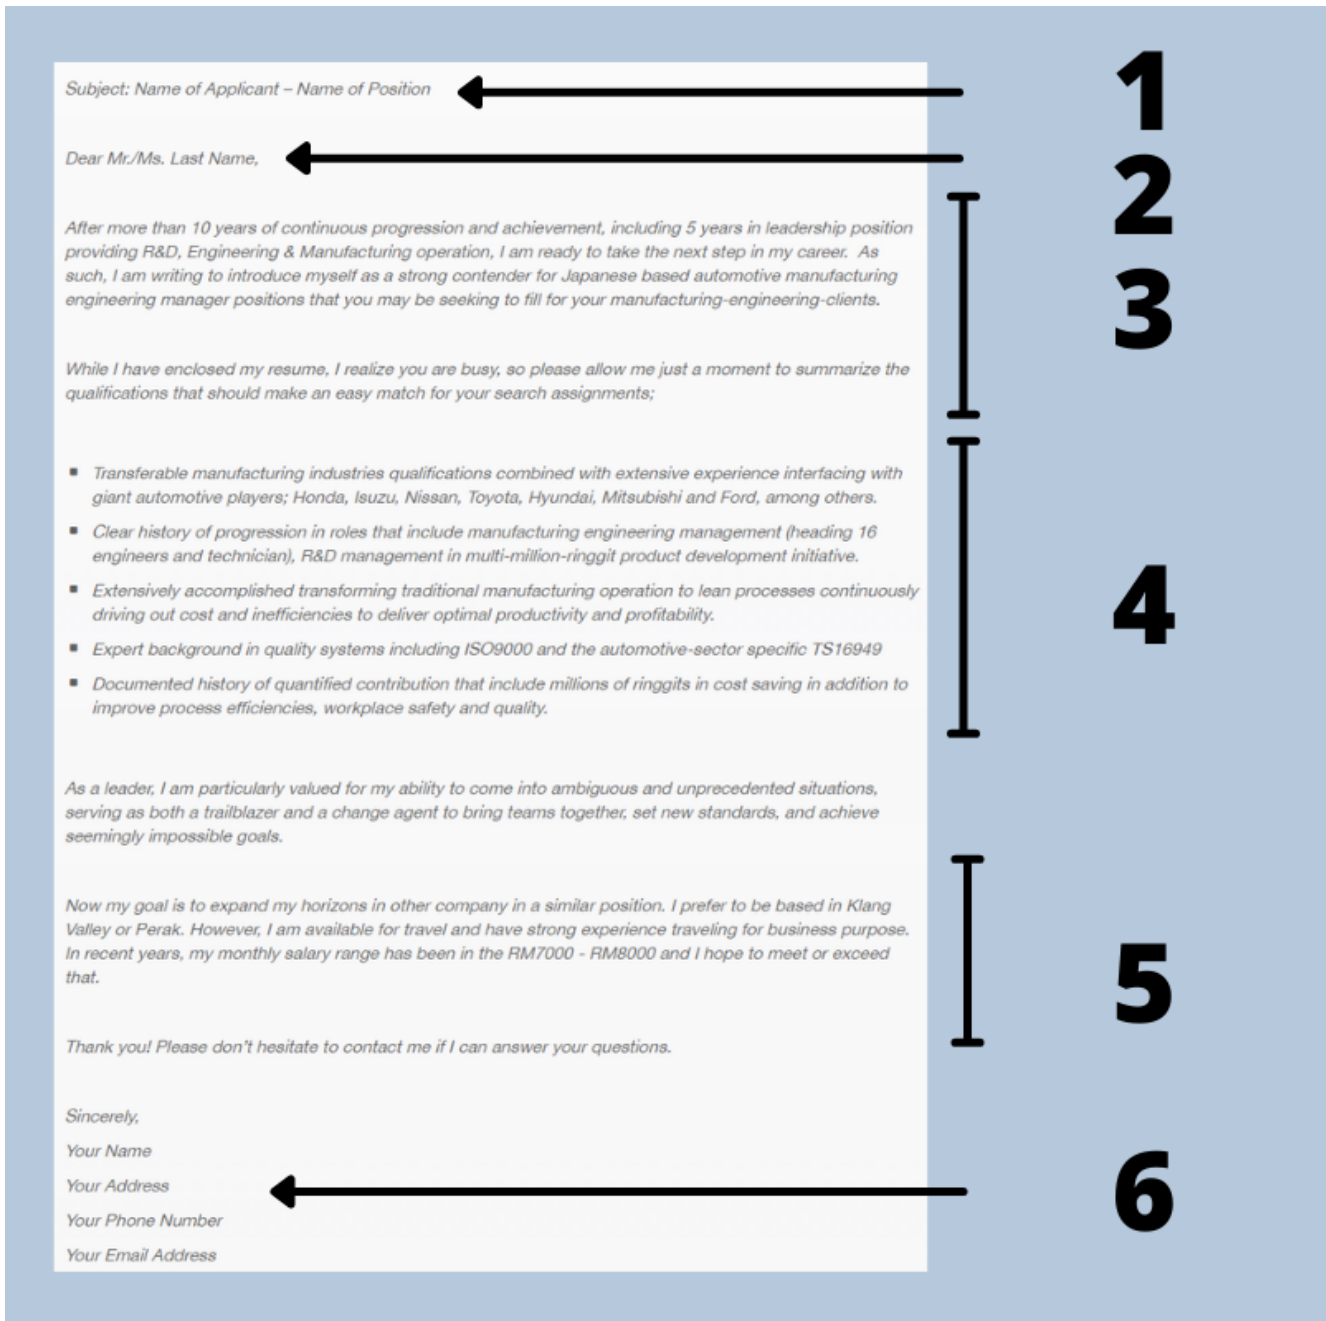 Subject: Name of Applicant – Name of Position
1
Dear Mr./Ms. Last Name,
2
After more than 10 years of continuous progression and achievement, including 5 years in leadership position
providing R&D, Engineering & Manufacturing operation, I am ready to take the next step in my career. As
such, I am writing to introduce myself as a strong contender for Japanese based automotive manufacturing
engineering manager positions that you may be seeking to fill for your manufacturing-engineering-clients.
3
While I have enclosed my resume, I realize you are busy, so please allow me just a moment to summarize the
qualifications that should make an easy match for your search assignments;
▪ Transferable manufacturing industries qualifications combined with extensive experience interfacing with
giant automotive players; Honda, Isuzu, Nissan, Toyota, Hyundai, Mitsubishi and Ford, among others.
▪ Clear history of progression in roles that include manufacturing engineering management (heading 16
engineers and technician), R&D management in multi-million-ringgit product development initiative.
▪ Extensively accomplished transforming traditional manufacturing operation to lean processes continuously
driving out cost and inefficiencies to deliver optimal productivity and profitability.
4
▪ Expert background in quality systems including ISO9000 and the automotive-sector specific TS16949
▪ Documented history of quantified contribution that include millions of ringgits in cost saving in addition to
improve process efficiencies, workplace safety and quality.
As a leader, I am particularly valued for my ability to come into ambiguous and unprecedented situations,
serving as both a trailblazer and a change agent to bring teams together, set new standards, and achieve
seemingly impossible goals.
Now my goal is to expand my horizons in other company in a similar position. I prefer to be based in Klang
Valley or Perak. However, I am available for travel and have strong experience traveling for business purpose.
In recent years, my monthly salary range has been in the RM7000 - RM8000 and I hope to meet or exceed
that.
5
Thank you! Please don't hesitate to contact me if I can answer your questions.
Sincerely,
Your Name
Your Address
6
Your Phone Number
Your Email Address